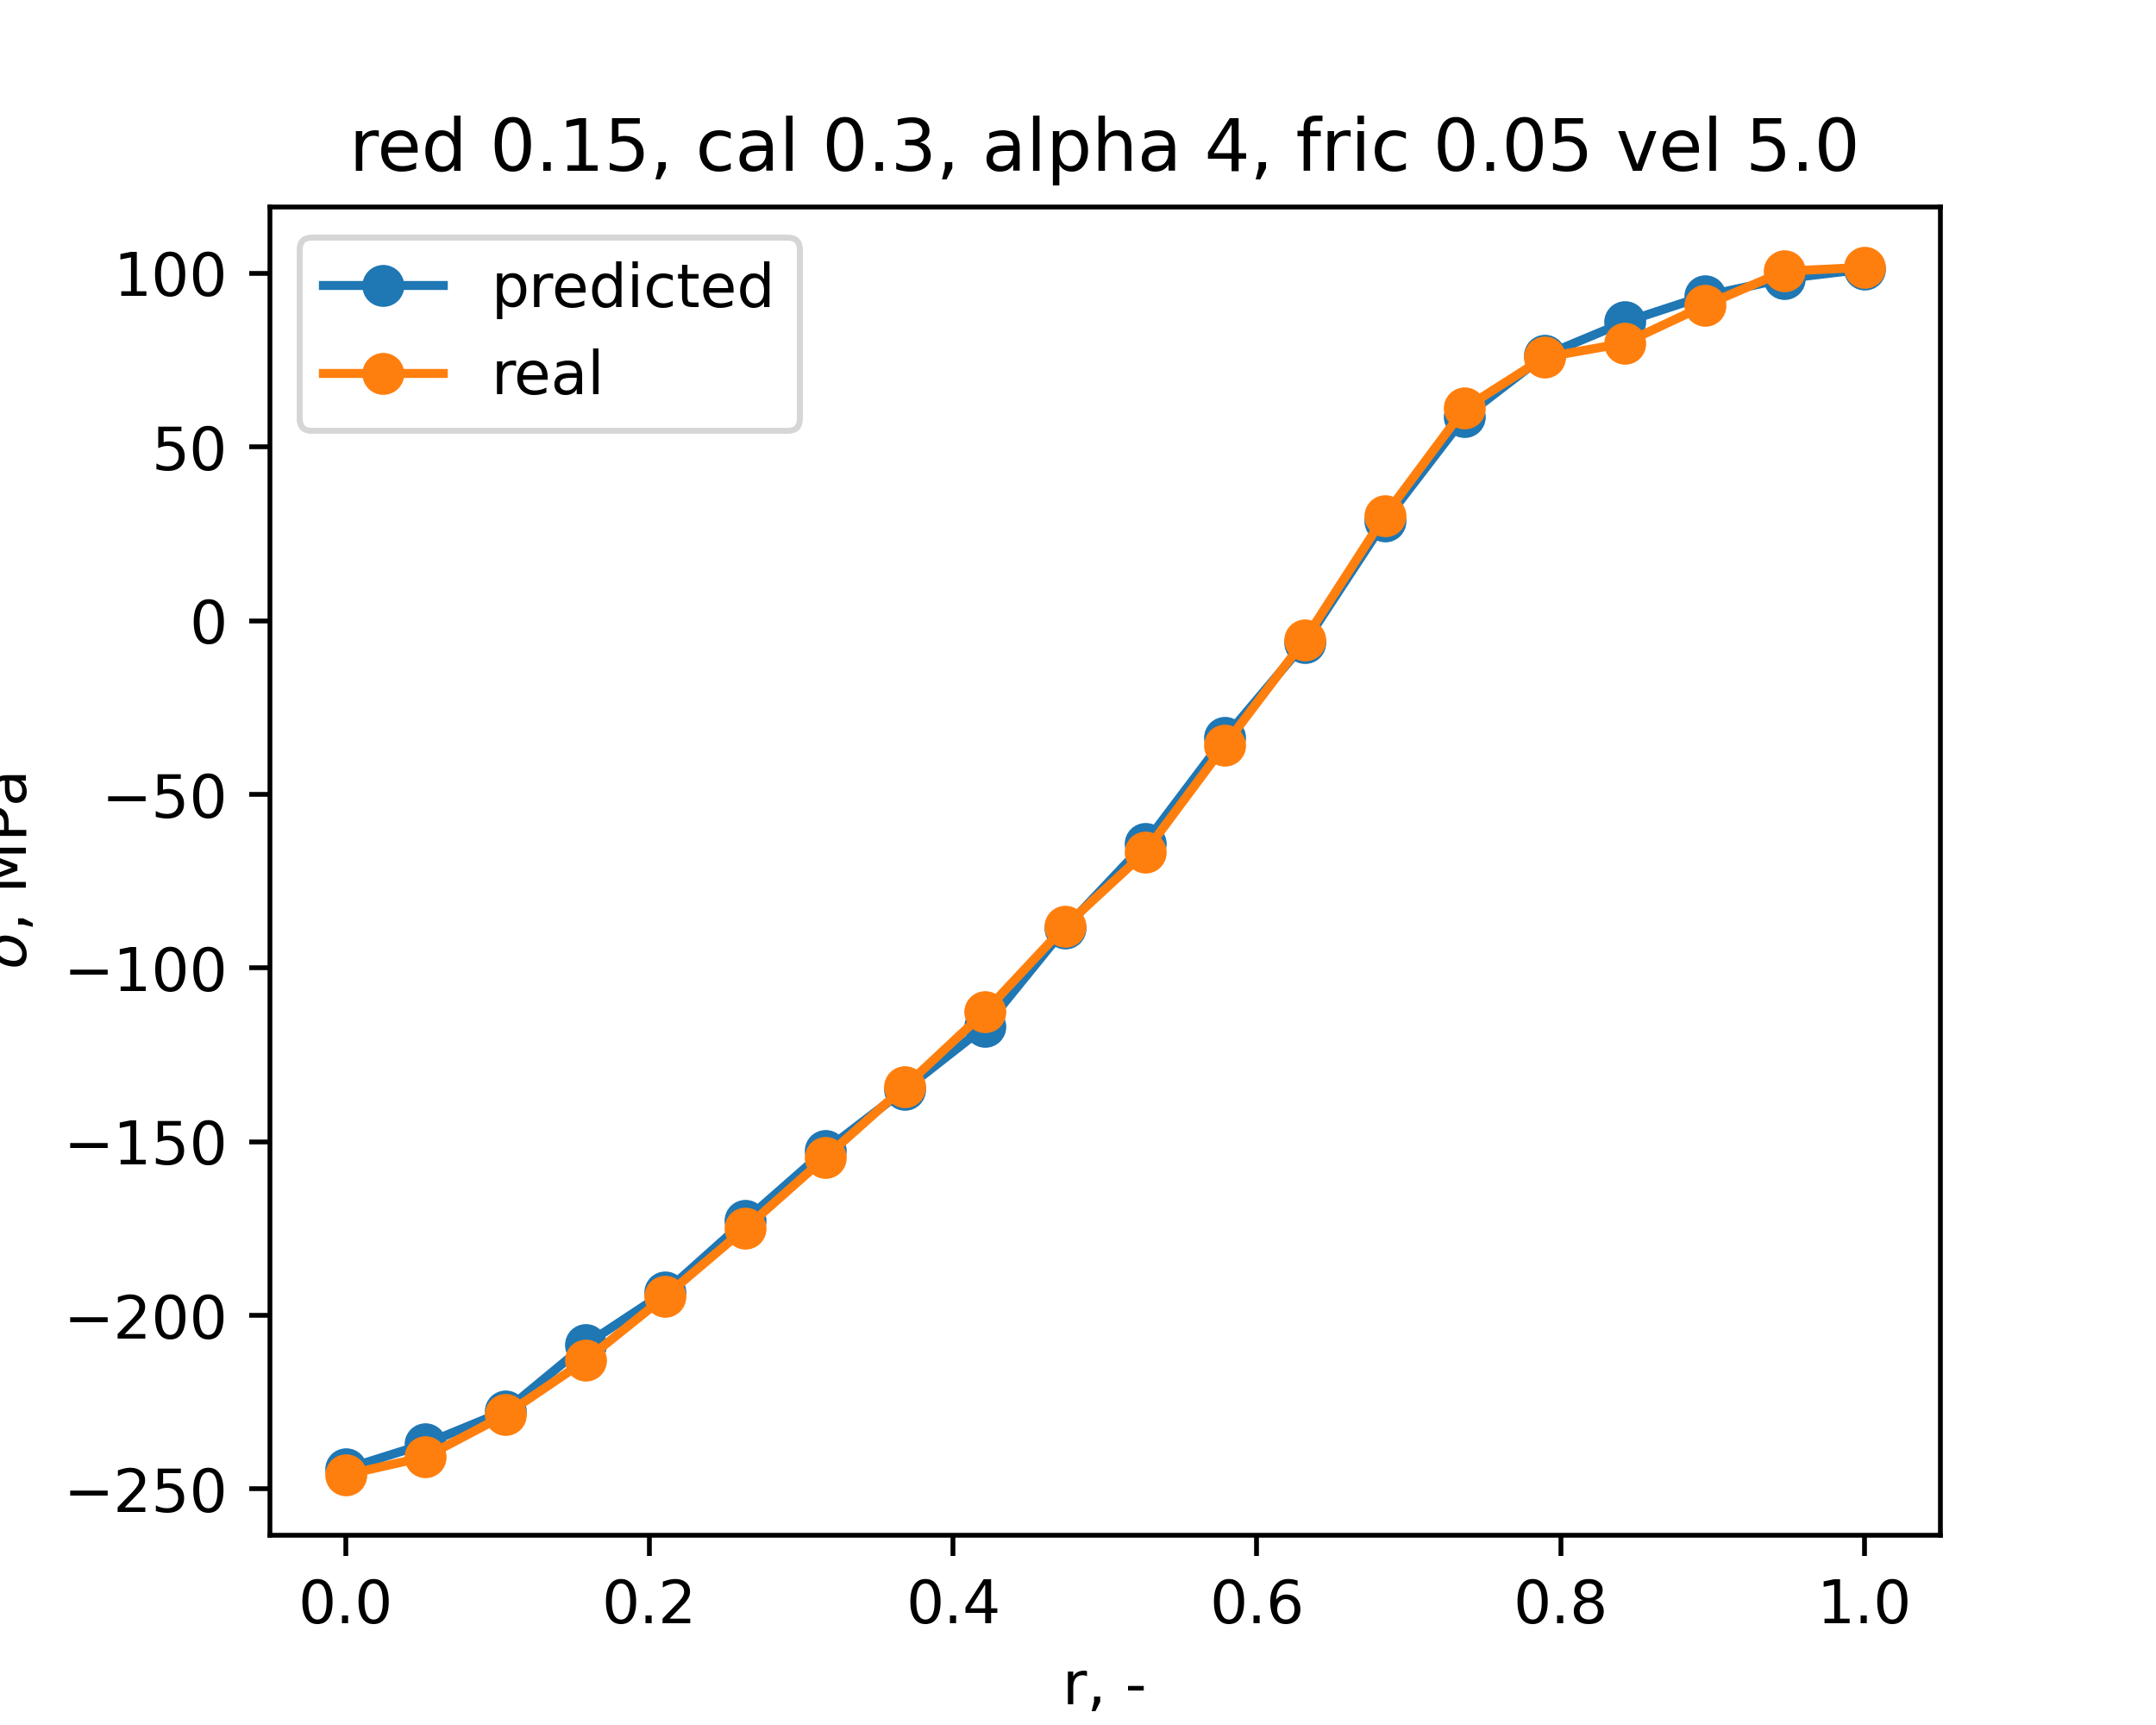 red 0.15, cal 0.3, alpha 4, fric 0.05 vel 5.0
predicted
real
100
50
0
−50
−100
−150
−200
−250
, MPa
0.0 0.2 0.4 0.6 0.8 1.0
r, -